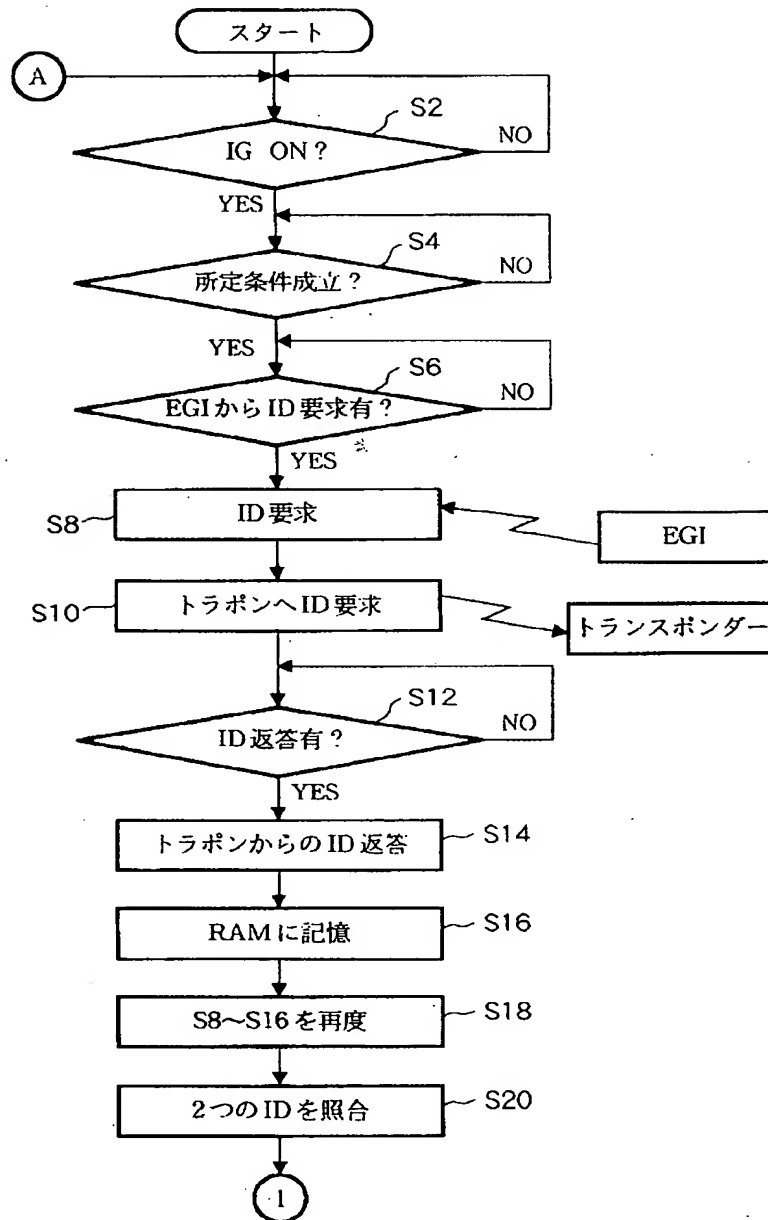 スタート
A
S2
IG ON？
NO
YES
S4
所定条件成立？
NO
YES
S6
EGIからID要求有？
NO
YES
S8
ID要求
EGI
S10
トラポンへID要求
トランスポンダー
S12
ID返答有？
NO
YES
トラポンからのID返答
S14
RAMに記憶
S16
S8～S16を再度
S18
2つのIDを照合
S20
1